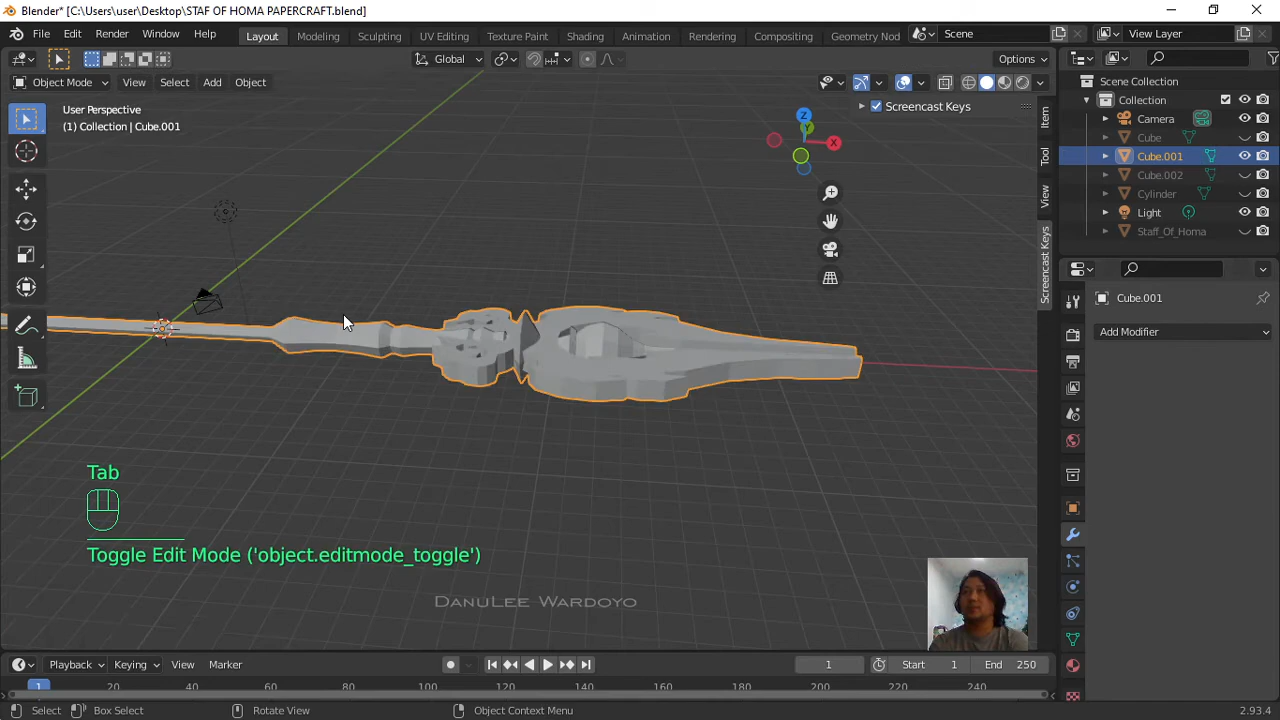 Blender* [C:\Users\user\Desktop\STAF OF HOMA PAPERCRAFT.blend]
File Edit Render Window Help Layout Modeling Sculpting UV Editing Texture Paint Shading Animation Rendering Compositing Geometry Nod Scene View Layer
Global Options
Object Mode View Select Add Object
User Perspective
(1) Collection | Cube.001
Screencast Keys
Item
Tool
View
Screencast Keys
Z
Y
X
Scene Collection
Collection
Camera
Cube
Cube.001
Cube.002
Cylinder
Light
Staff_Of_Homa
Cube.001
Add Modifier
Tab
Toggle Edit Mode ('object.editmode_toggle')
DanuLee Wardoyo
Playback Keying View Marker 1 Start 1 End 250
1 20 40 60 80 100 120 140 160 180 200 220 240
Select Box Select Rotate View Object Context Menu 2.93.4